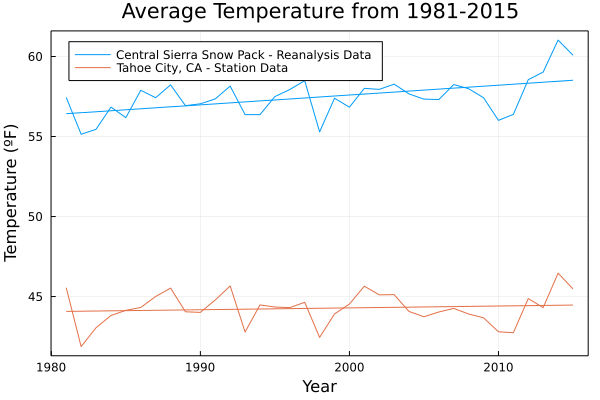 Average Temperature from 1981-2015
Central Sierra Snow Pack - Reanalysis Data
Tahoe City, CA - Station Data
Temperature (ºF)
60
55
50
45
1980
1990
2000
2010
Year